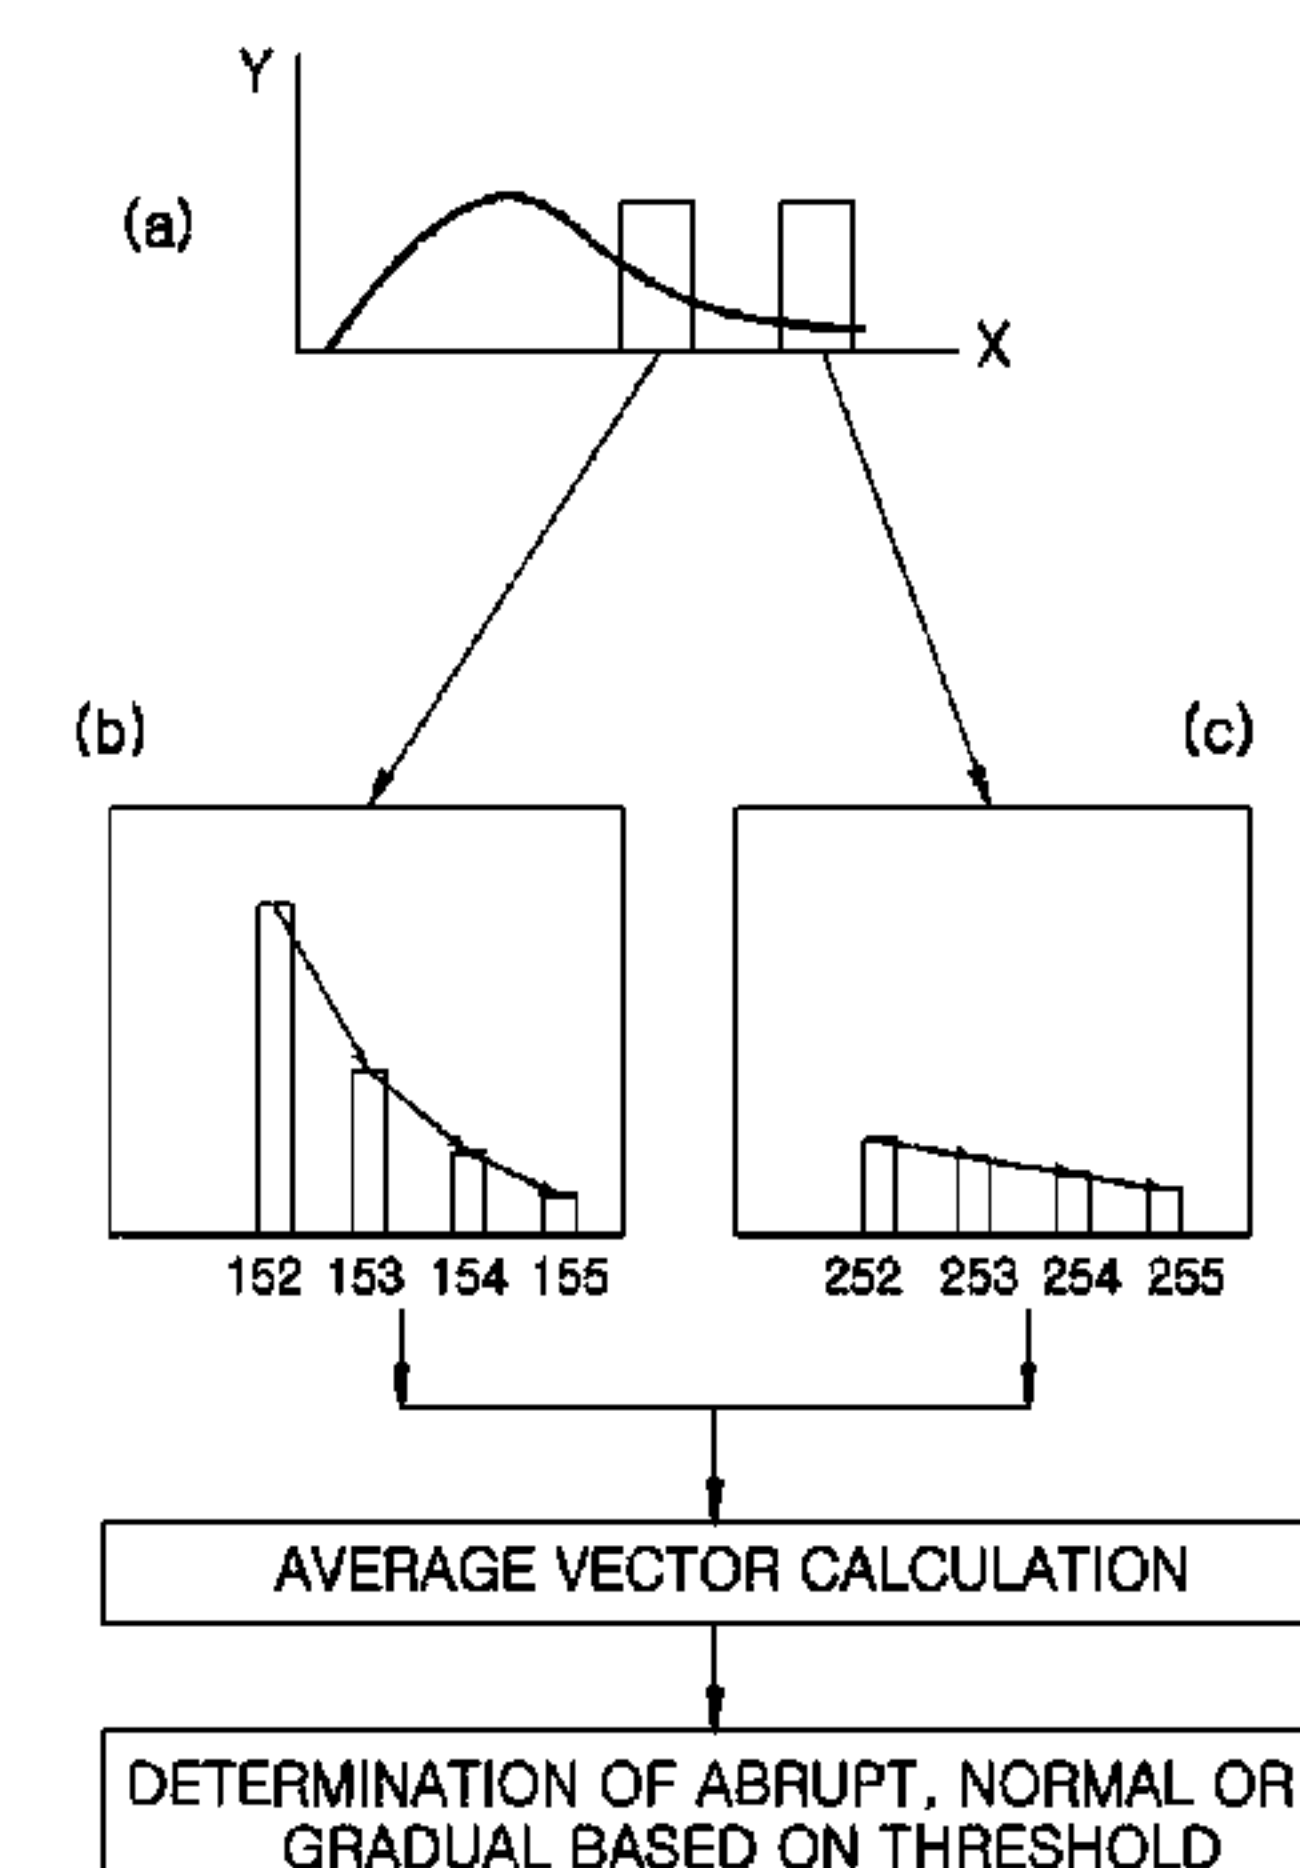 Y
(a)
X
(b)
(c)
152 153 154 155
252 253 254 255
AVERAGE VECTOR CALCULATION
DETERMINATION OF ABRUPT, NORMAL OR
GRADUAL BASED ON THRESHOLD